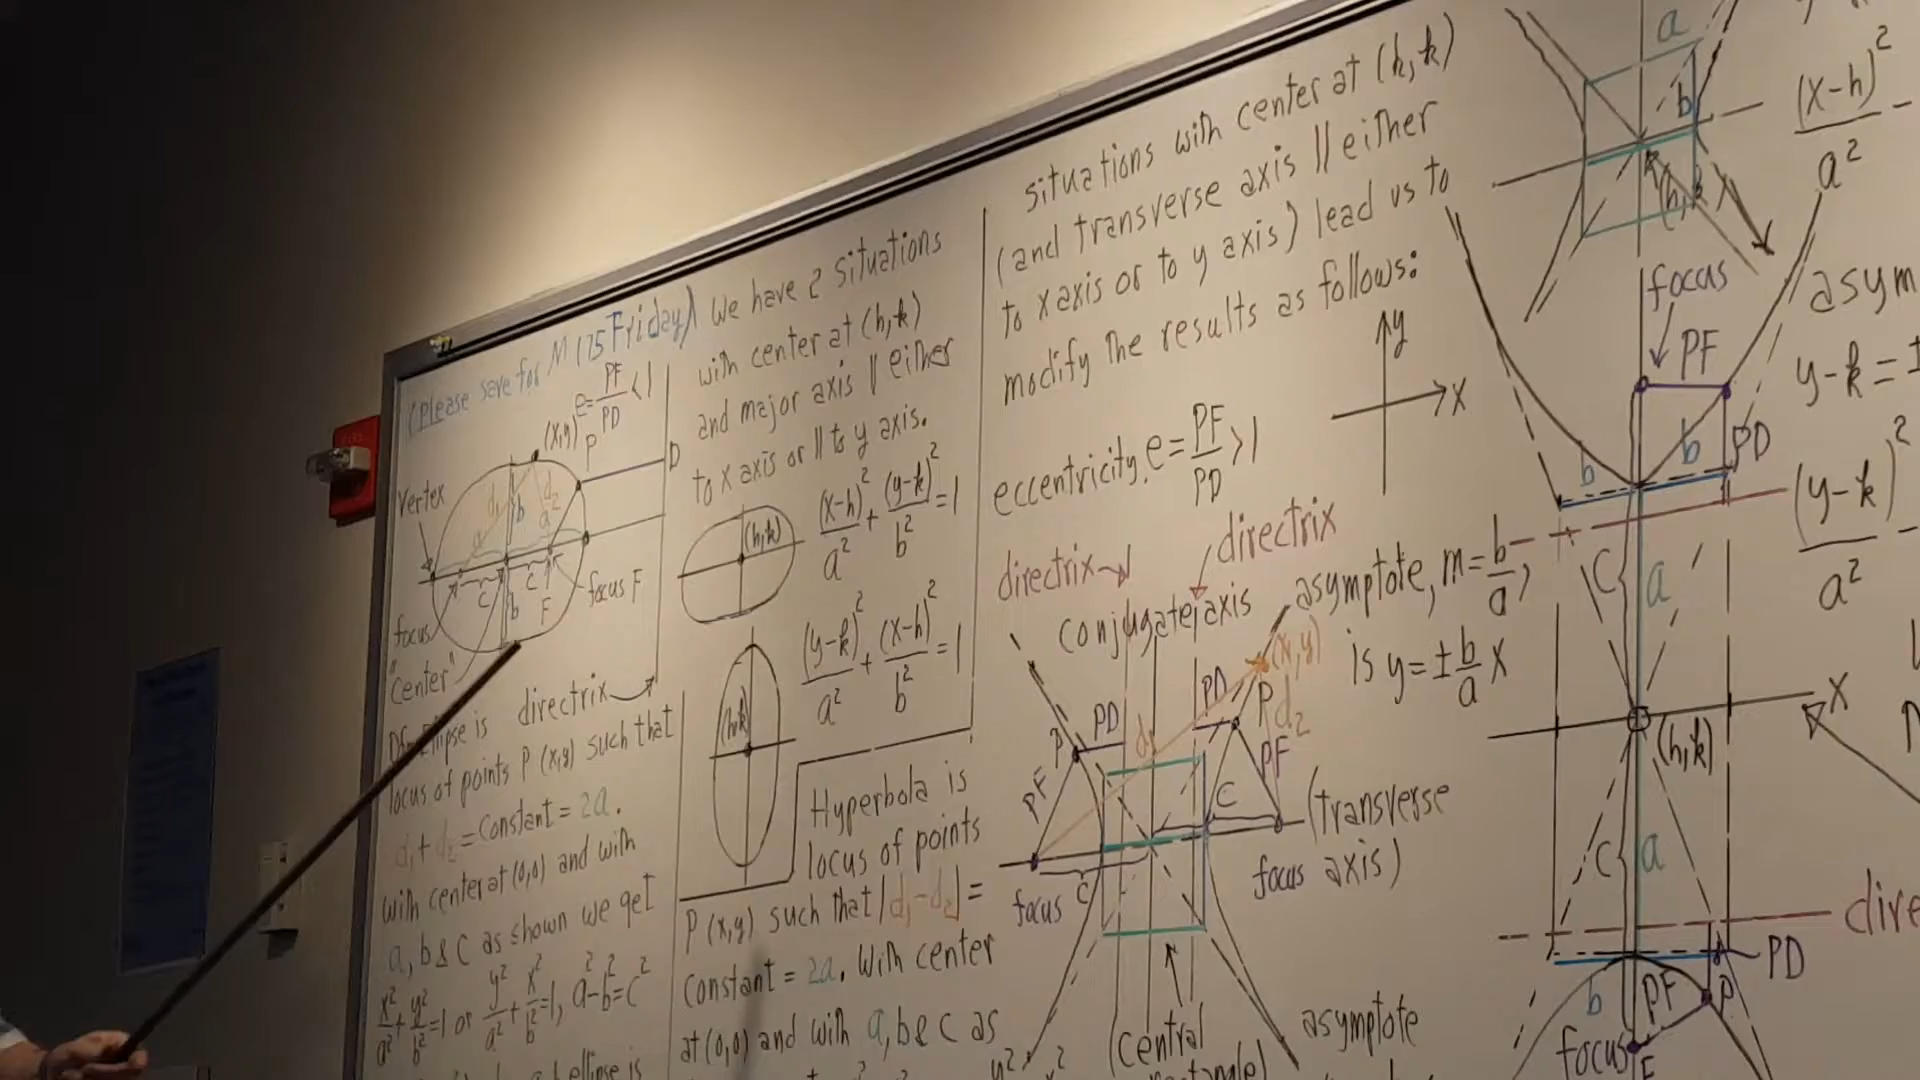 (Please save for M 175 Friday)
e = PF/PD < 1
(x,y)
P
D
Vertex
d1
d2
b
a
a
c
c
b
F
focus F
focus
"Center"
directrix
Df Ellipse is
locus of points P (x,y) such that
d1 + d2 = Constant = 2a.
with center at (0,0) and with
a, b & c as shown we get
x²/a² + y²/b² = 1 or y²/a² + x²/b² = 1, a² - b² = c²
ellipse is
We have 2 situations
with center at (h,k)
and major axis || either
to x axis or || to y axis.
(h,k)
(x-h)²/a² + (y-k)²/b² = 1
(h,k)
(y-k)²/a² + (x-h)²/b² = 1
Hyperbola is
locus of points
P (x,y) such that |d1 - d2| =
Constant = 2a. With center
at (0,0) and with a, b & c as
situations with center at (h,k)
(and transverse axis || either
to x axis or to y axis) lead us to
modify the results as follows:
y
x
eccentricity, e = PF/PD > 1
directrix
directrix
conjugate axis
asymptote, m = b/a,
is y = ± b/a x
(x,y)
PD
P
d2
PD
P
d1
PF
PF
c
(transverse
axis)
focus
focus
c
(central
asymptote
a
b
(h,k)
(x-h)²/a² -
focus
PF
asym
y-k = ±
b
b
PD
(y-k)²/a² -
C
a
x
(h,k)
C
a
dire
PD
b
PF
P
focus
F